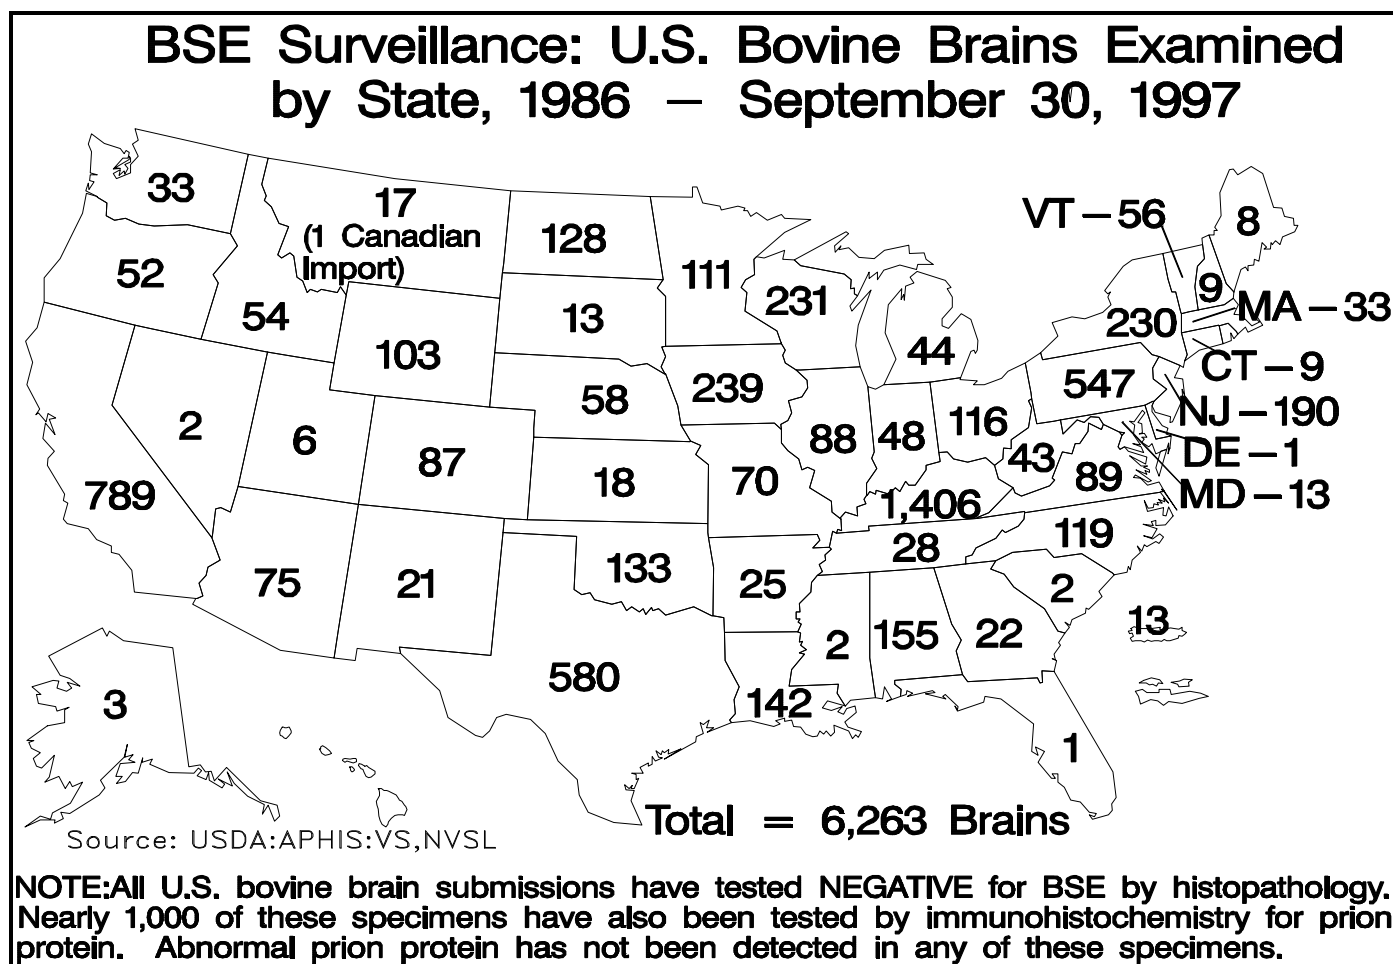 BSE Surveillance: U.S. Bovine Brains Examined
by State, 1986 – September 30, 1997
33
17
(1 Canadian
Import)
128
111
VT – 56
8
52
54
13
231
9
MA – 33
230
103
44
CT – 9
58
239
547
NJ – 190
2
6
87
88
48
116
43
DE – 1
789
18
70
1,406
89
MD – 13
28
119
75
21
133
25
2
13
2
155
22
580
142
3
1
Total = 6,263 Brains
Source: USDA:APHIS:VS,NVSL
NOTE:All U.S. bovine brain submissions have tested NEGATIVE for BSE by histopathology.
Nearly 1,000 of these specimens have also been tested by immunohistochemistry for prion
protein. Abnormal prion protein has not been detected in any of these specimens.